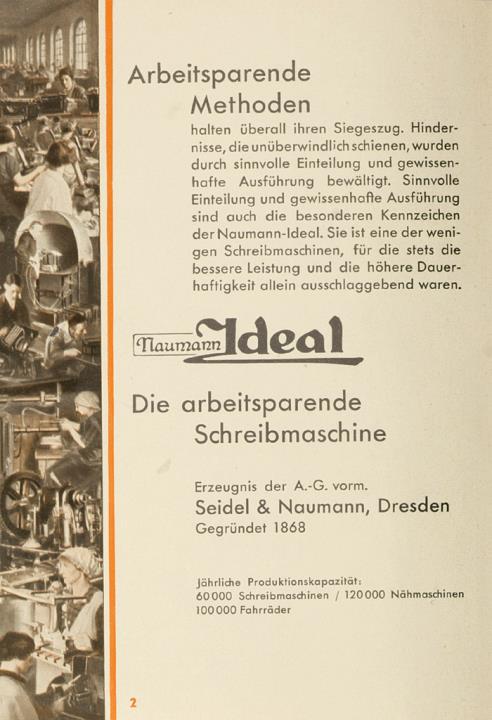 Arbeitsparende
Methoden
halten überall ihren Siegeszug. Hinder-
nisse, die unüberwindlich schienen, wurden
durch sinnvolle Einteilung und gewissen-
hafte Ausführung bewältigt. Sinnvolle
Einteilung und gewissenhafte Ausführung
sind auch die besonderen Kennzeichen
der Naumann-Ideal. Sie ist eine der weni-
gen Schreibmaschinen, für die stets die
bessere Leistung und die höhere Dauer-
haftigkeit allein ausschlaggebend waren.
Naumann Ideal
Die arbeitsparende
Schreibmaschine
Erzeugnis der A.-G. vorm.
Seidel & Naumann, Dresden
Gegründet 1868
Jährliche Produktionskapazität:
60000 Schreibmaschinen / 120000 Nähmaschinen
100000 Fahrräder
2